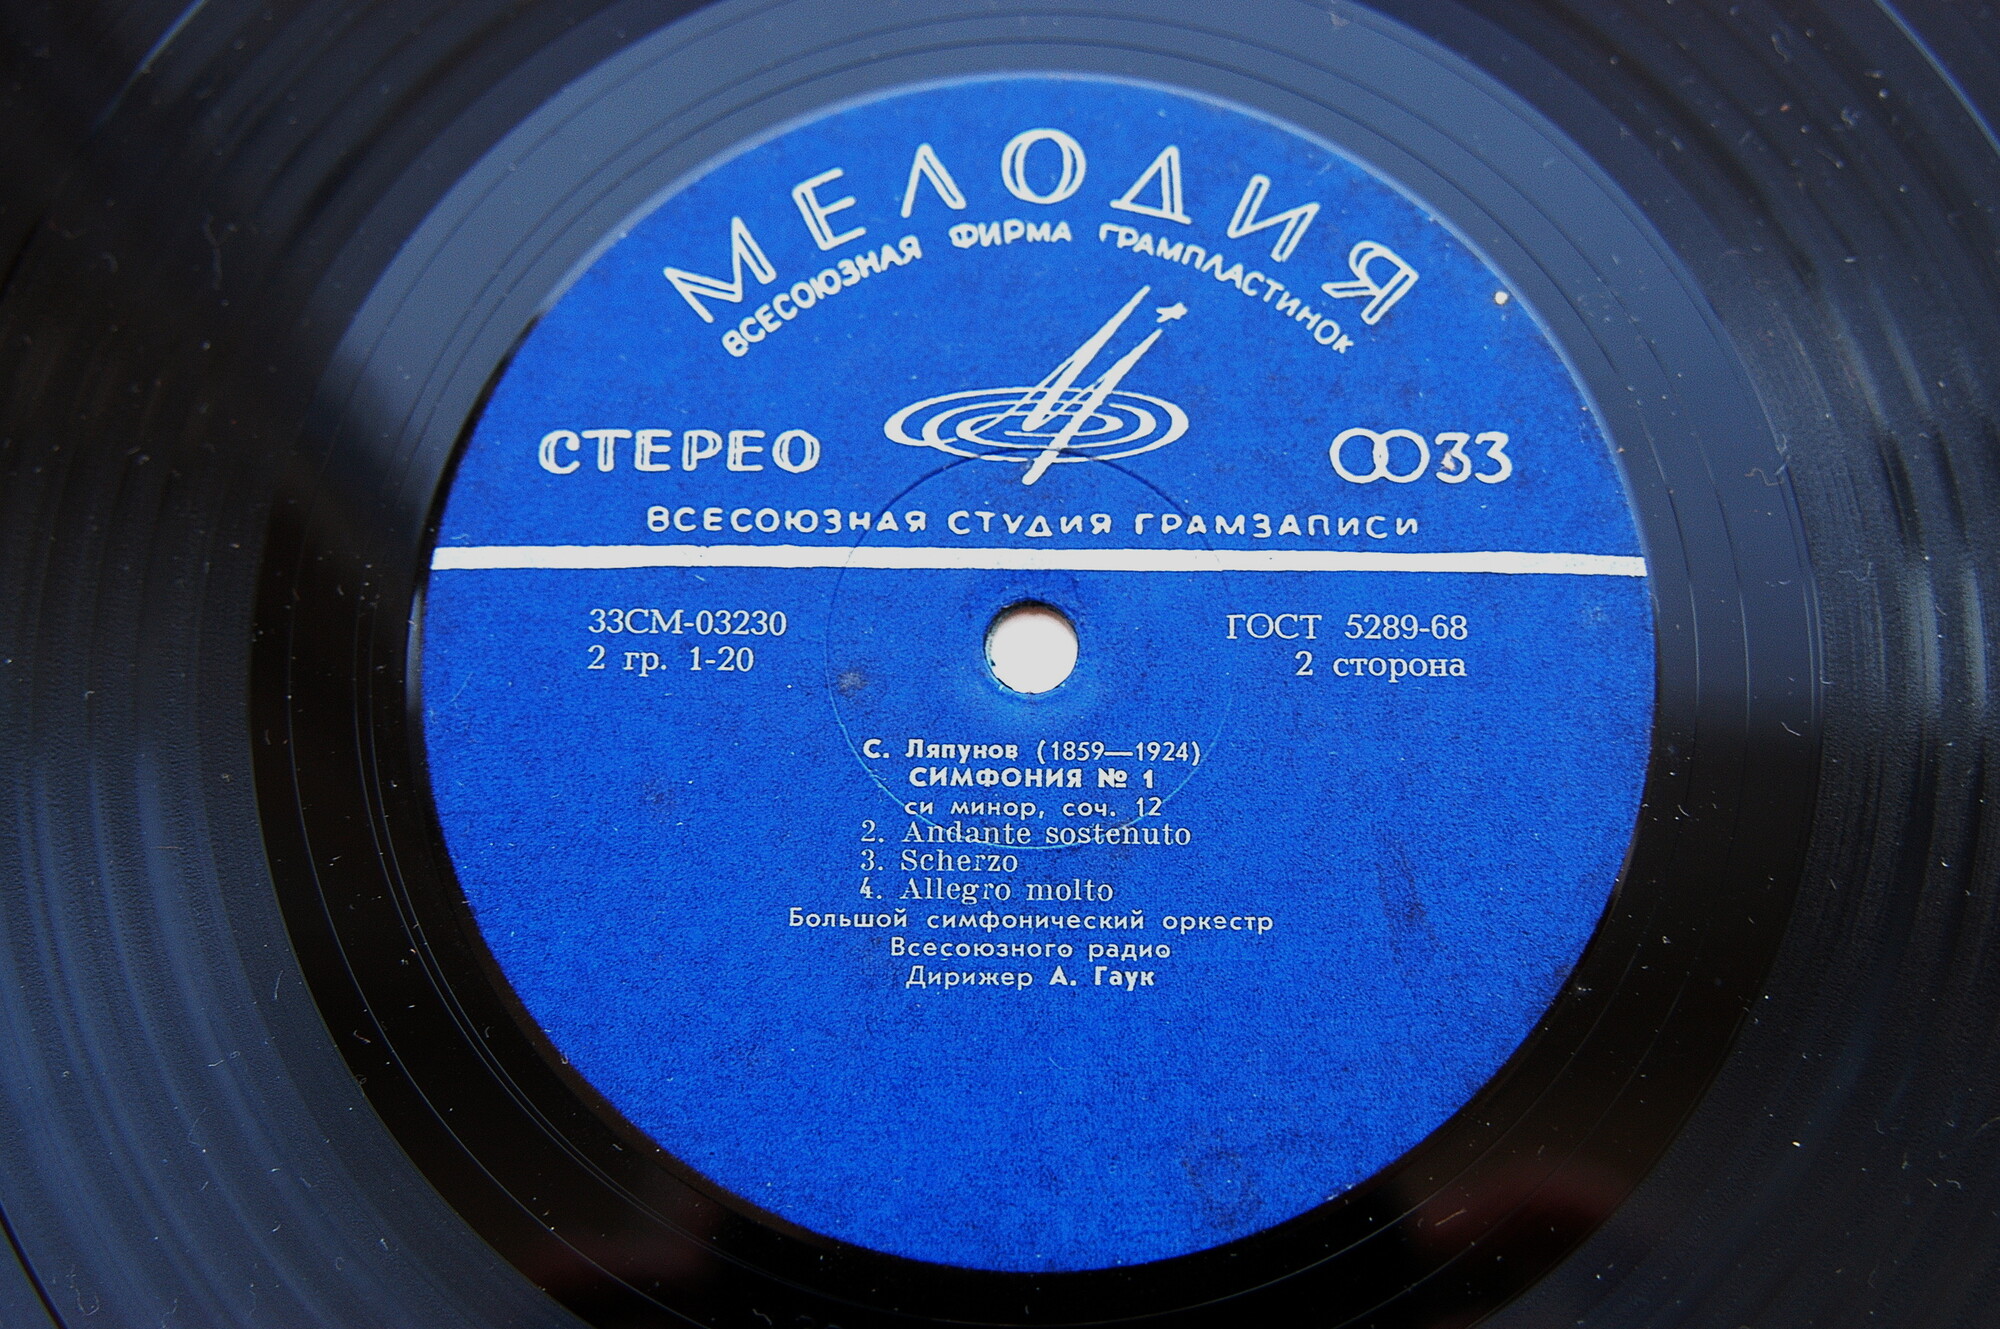 МЕЛОДИЯ
ВСЕСОЮЗНАЯ ФИРМА ГРАМПЛАСТИНОК
СТЕРЕО
33
ВСЕСОЮЗНАЯ СТУДИЯ ГРАМЗАПИСИ
33СМ-03230
ГОСТ 5289-68
2 гр. 1-20
2 сторона
С. Ляпунов (1859—1924)
СИМФОНИЯ № 1
си минор, соч. 12
2. Andante sostenuto
3. Scherzo
4. Allegro molto
Большой симфонический оркестр
Всесоюзного радио
Дирижер А. Гаук